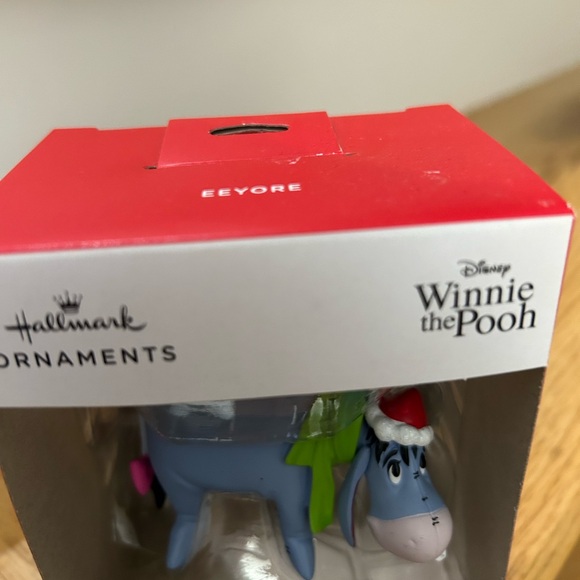 EEYORE
Hallmark
ORNAMENTS
Disney
Winnie
the Pooh